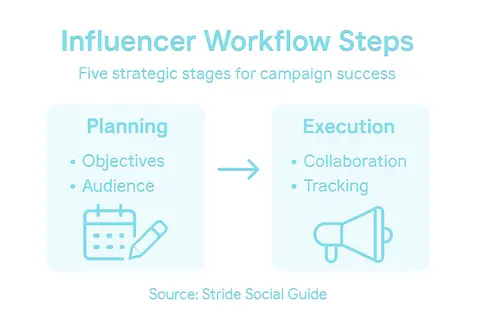 Influencer Workflow Steps
Five strategic stages for campaign success
Planning
• Objectives
• Audience
Execution
• Collaboration
• Tracking
Source: Stride Social Guide